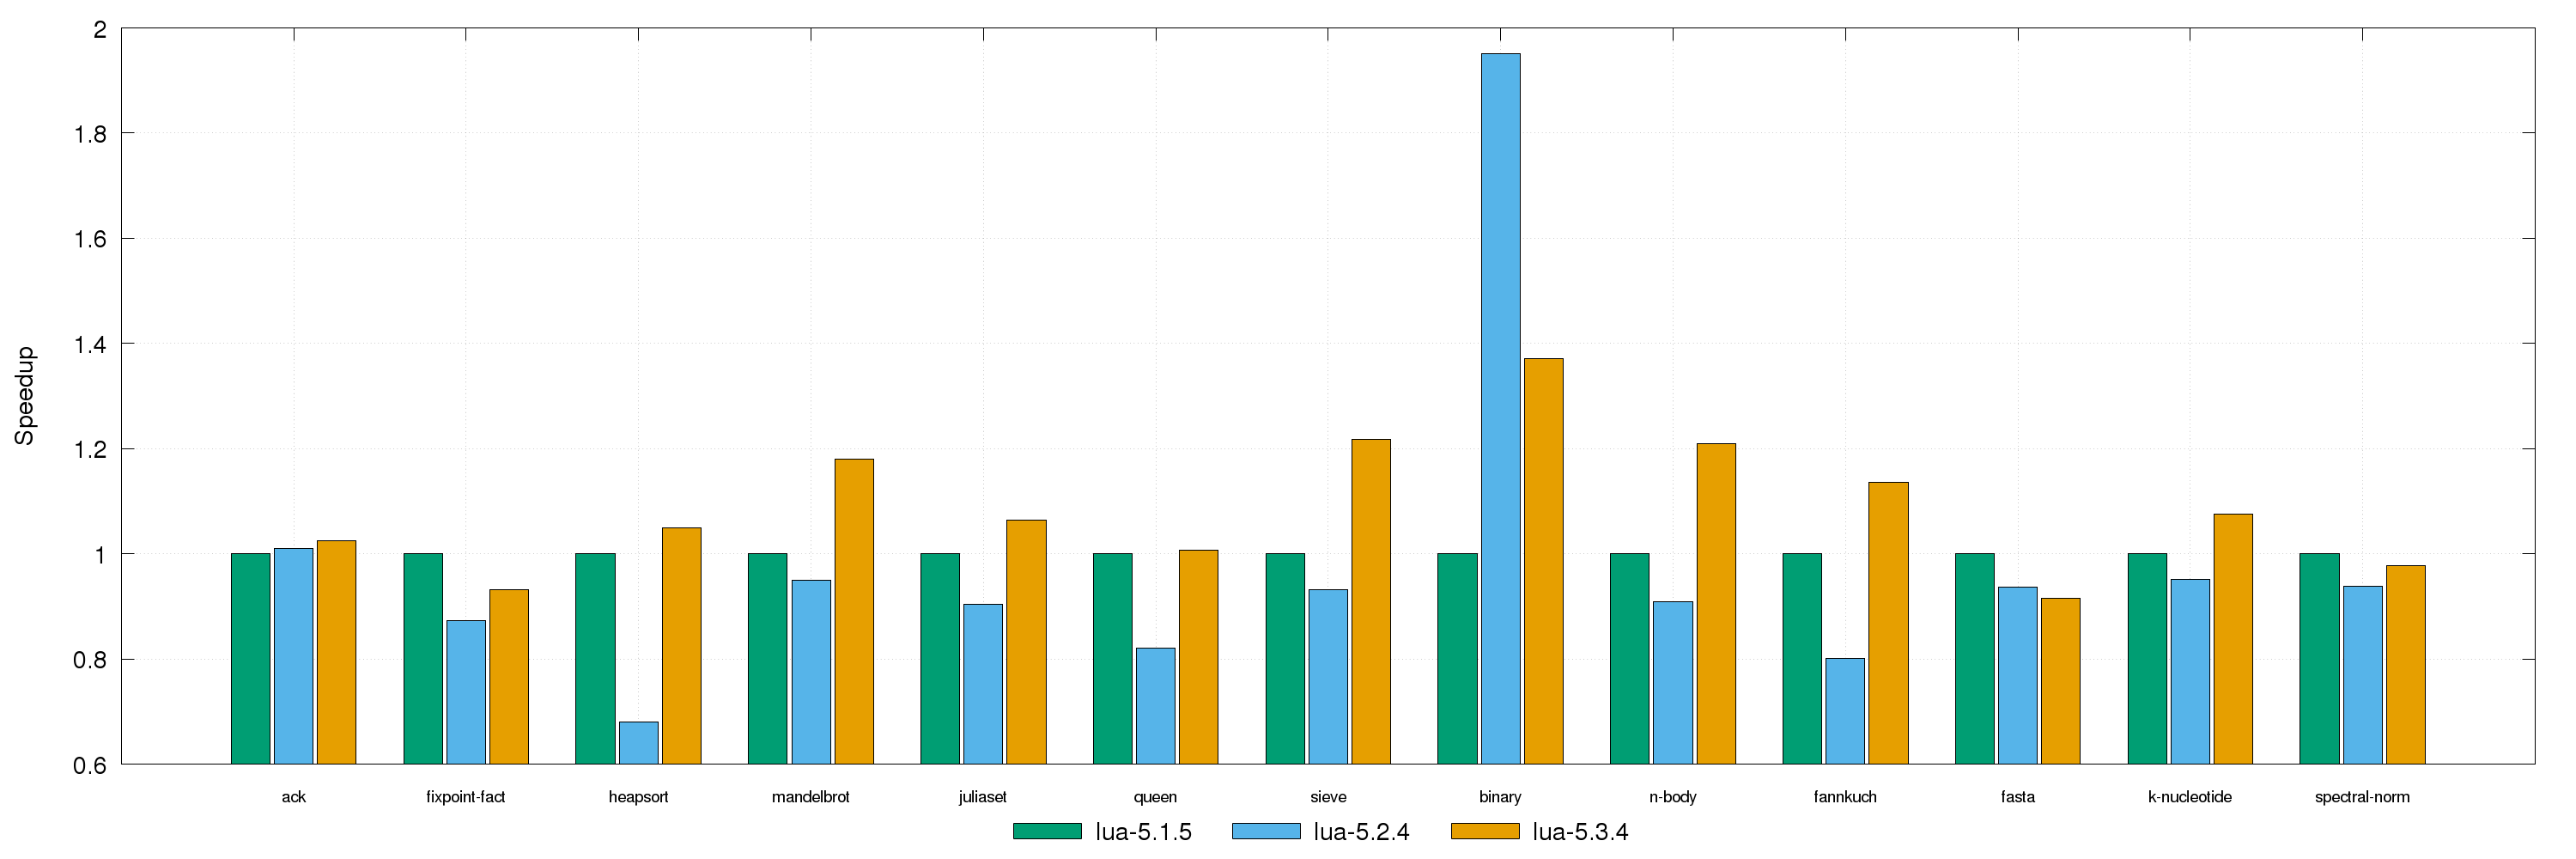 2
1.8
1.6
1.4
1.2
1
0.8
0.6
Speedup
ack fixpoint-fact heapsort mandelbrot juliaset queen sieve binary n-body fannkuch fasta k-nucleotide spectral-norm
lua-5.1.5 lua-5.2.4 lua-5.3.4